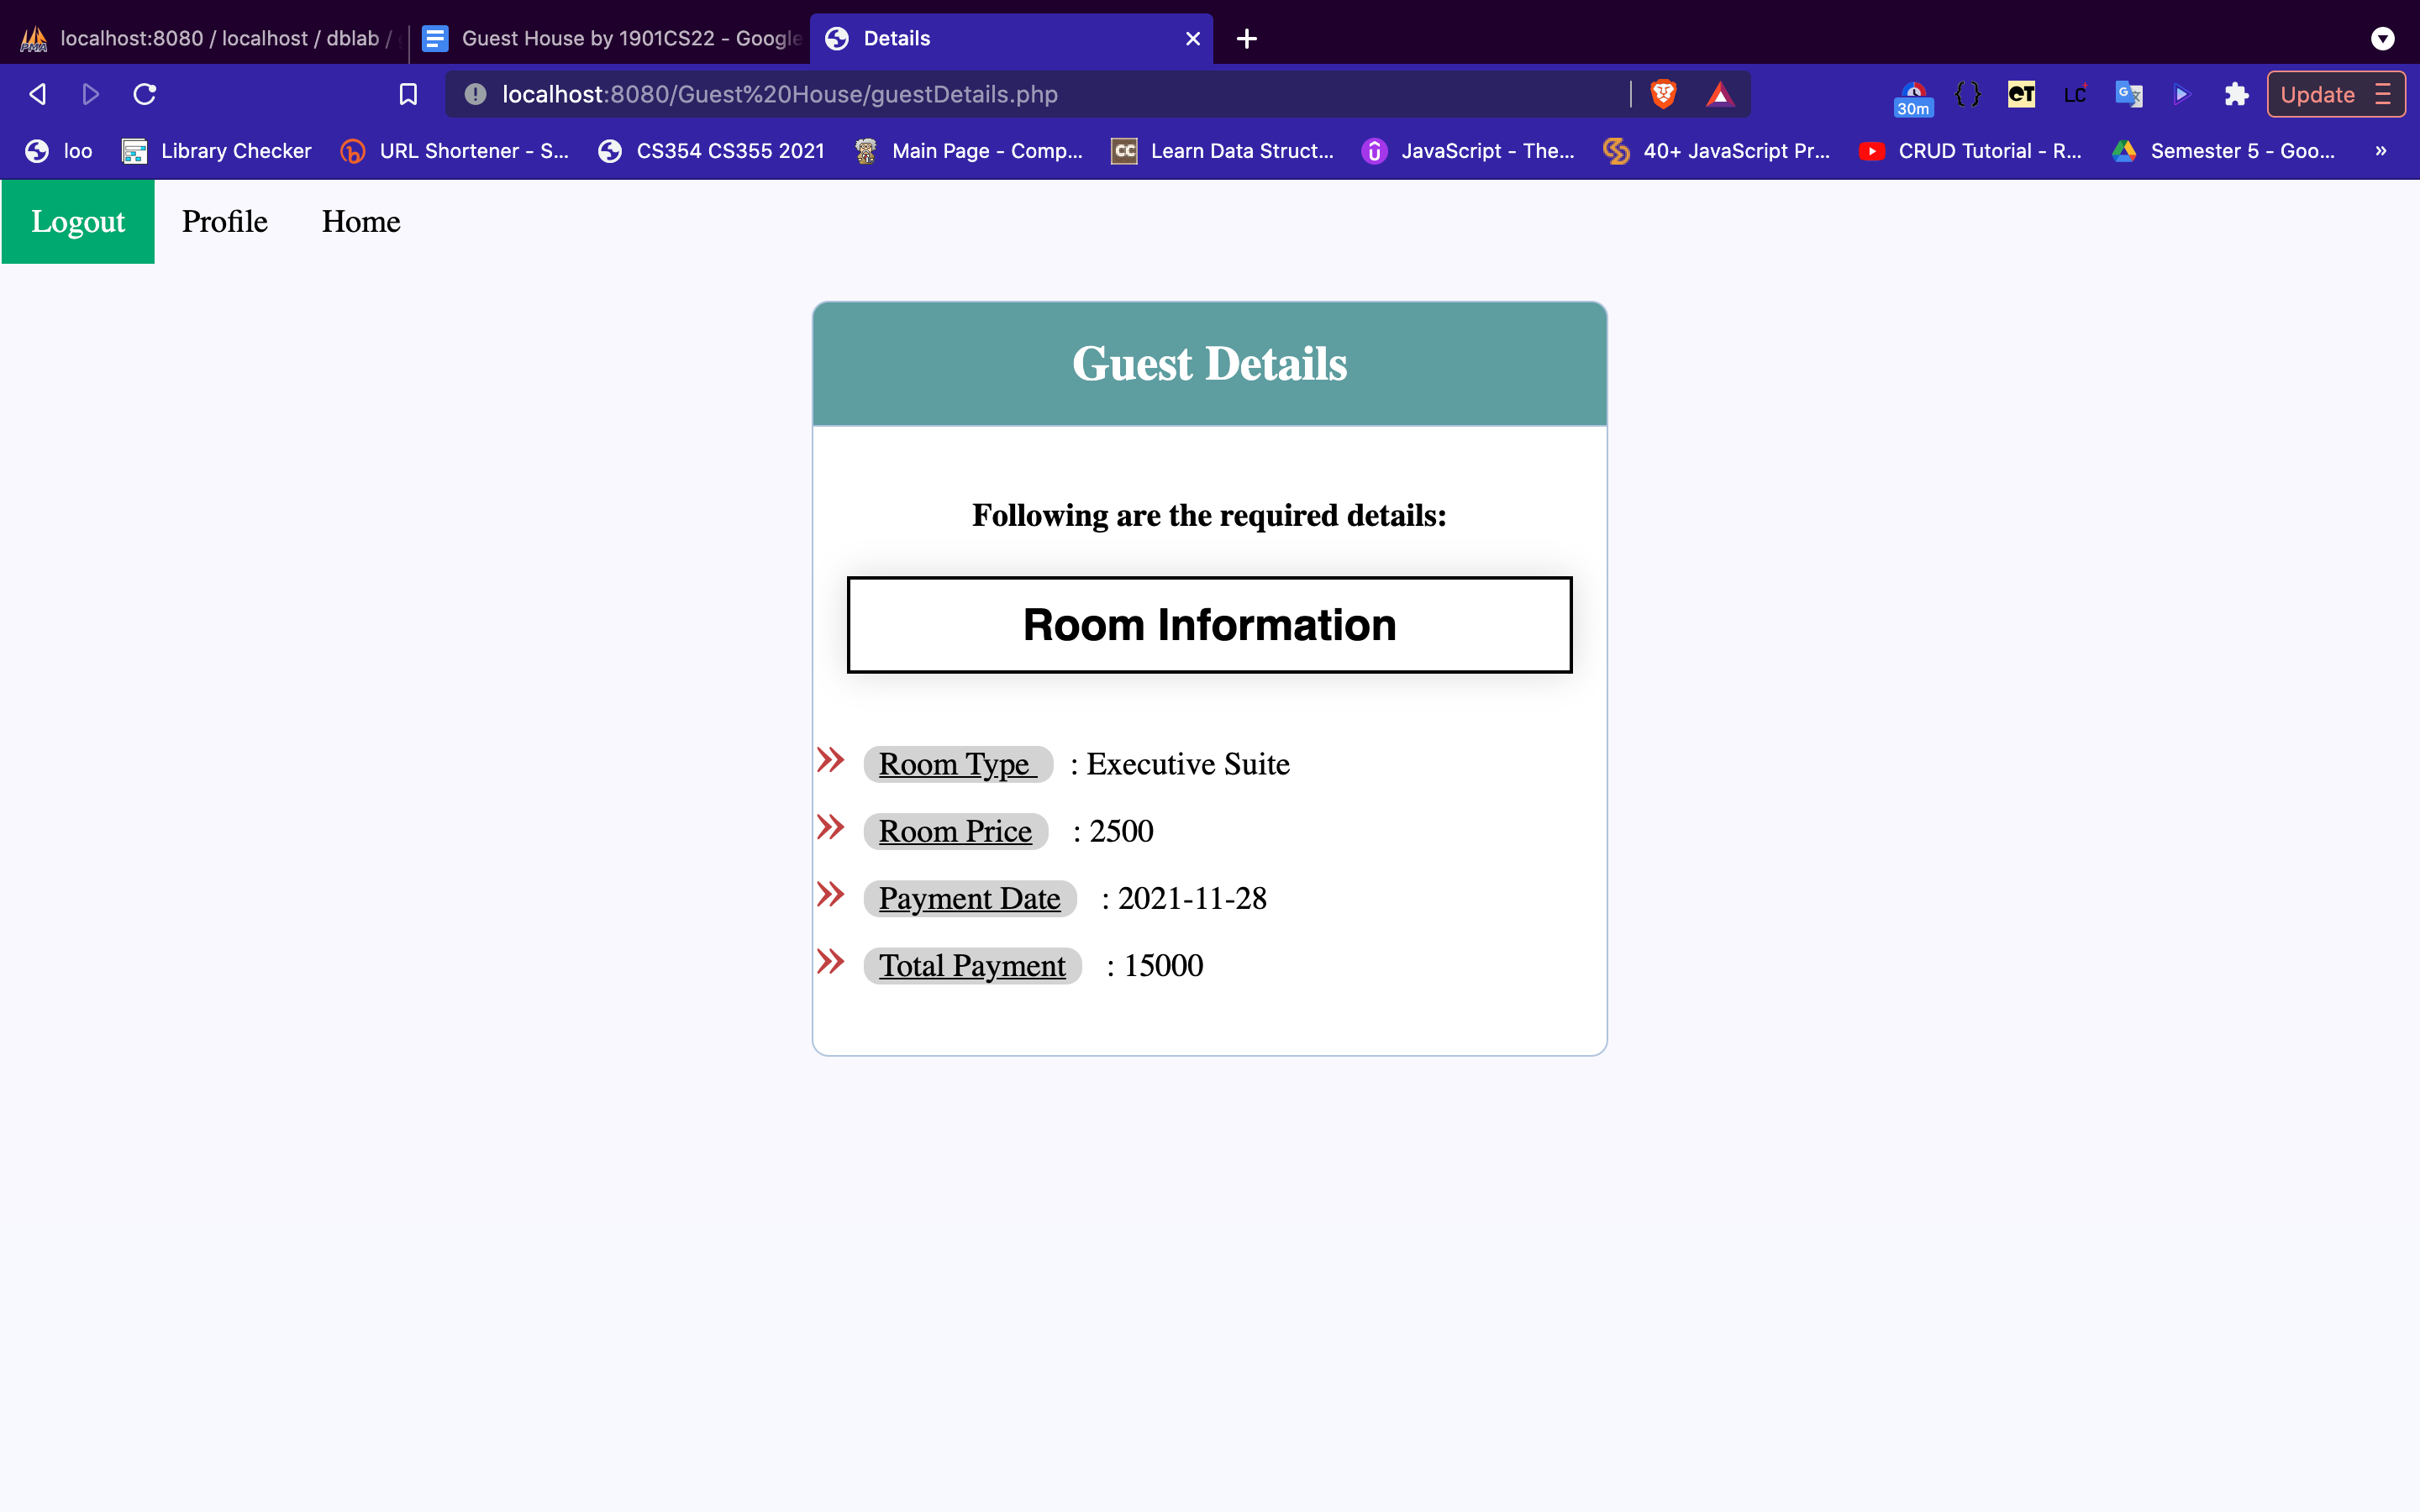 localhost:8080 / localhost / dblab /
Guest House by 1901CS22 - Google
Details
localhost:8080/Guest%20House/guestDetails.php
30m
LC
Update
loo
Library Checker
URL Shortener - S...
CS354 CS355 2021
Main Page - Comp...
CC
Learn Data Struct...
JavaScript - The...
40+ JavaScript Pr...
CRUD Tutorial - R...
Semester 5 - Goo...
»
Logout
Profile
Home
Guest Details
Following are the required details:
Room Information
Room Type : Executive Suite
Room Price : 2500
Payment Date : 2021-11-28
Total Payment : 15000